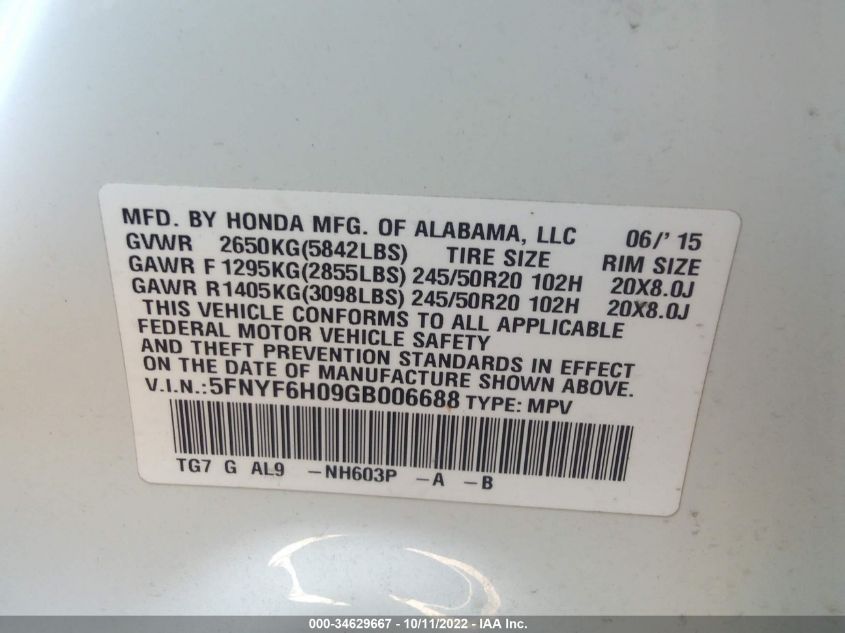 MFD. BY HONDA MFG. OF ALABAMA, LLC 06/'15
GVWR 2650KG(5842LBS) TIRE SIZE RIM SIZE
GAWR F 1295KG(2855LBS) 245/50R20 102H 20X8.0J
GAWR R 1405KG(3098LBS) 245/50R20 102H 20X8.0J
THIS VEHICLE CONFORMS TO ALL APPLICABLE
FEDERAL MOTOR VEHICLE SAFETY
AND THEFT PREVENTION STANDARDS IN EFFECT
ON THE DATE OF MANUFACTURE SHOWN ABOVE.
V.I.N.:5FNYF6H09GB006688 TYPE: MPV
TG7 G AL9 -NH603P -A -B
000-34629667 - 10/11/2022 - IAA Inc.